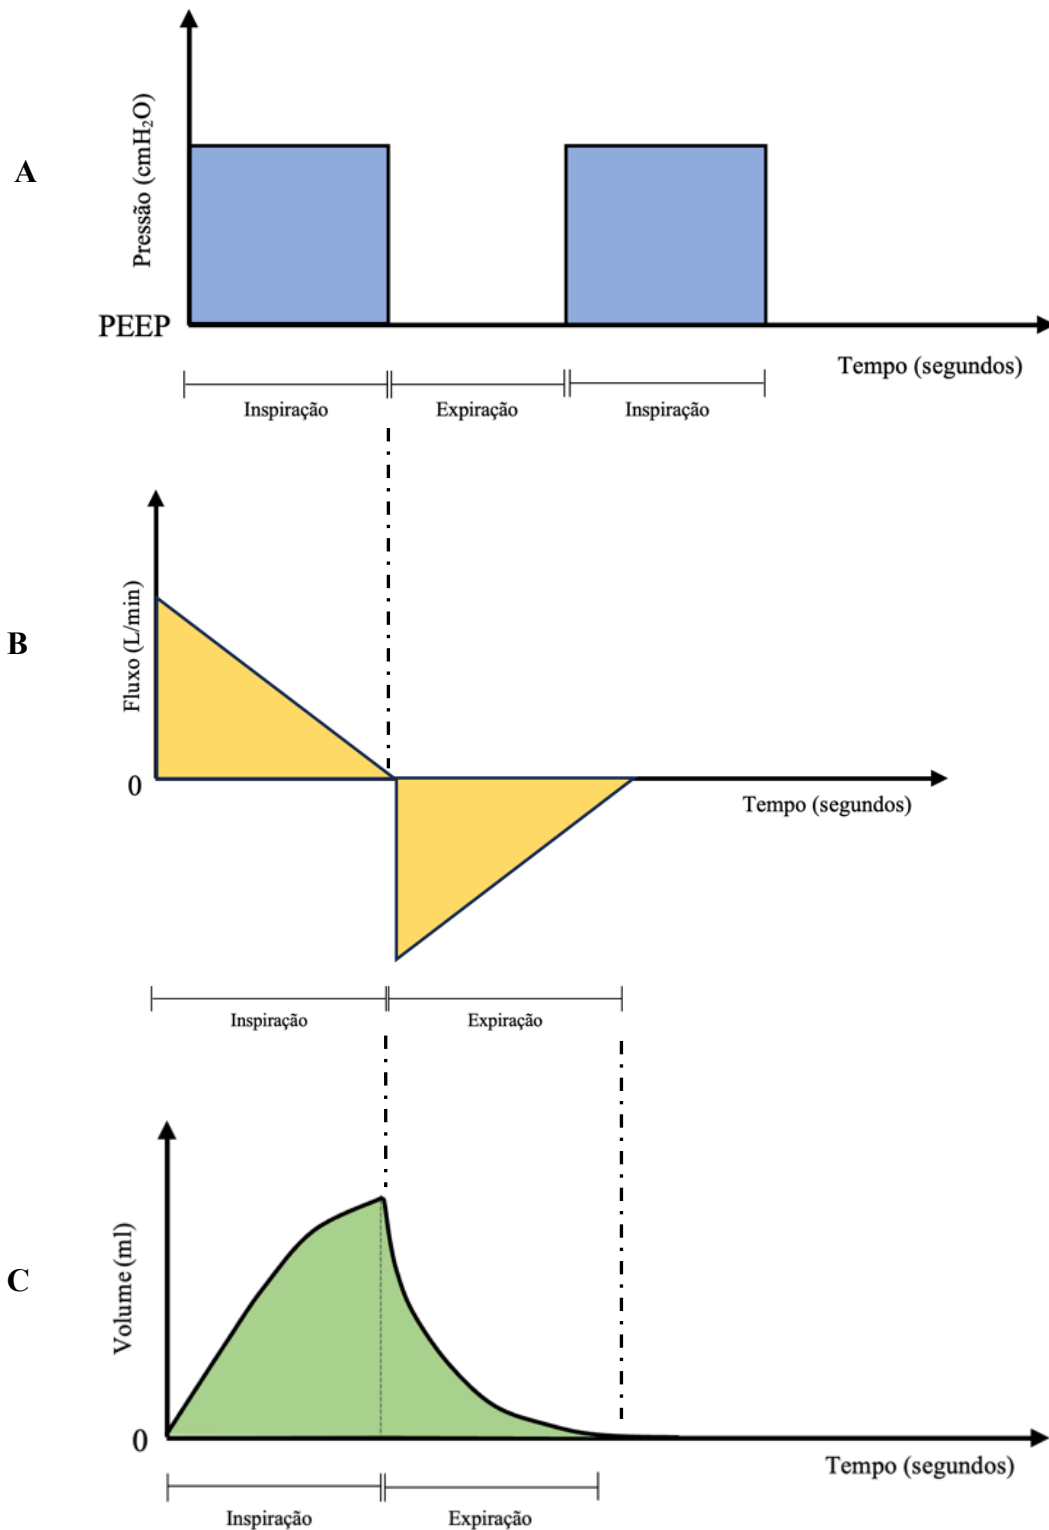 A
Pressão (cmH₂O)
PEEP
Tempo (segundos)
Inspiração
Expiração
Inspiração
B
Fluxo (L/min)
0
Tempo (segundos)
Inspiração
Expiração
C
Volume (ml)
0
Tempo (segundos)
Inspiração
Expiração